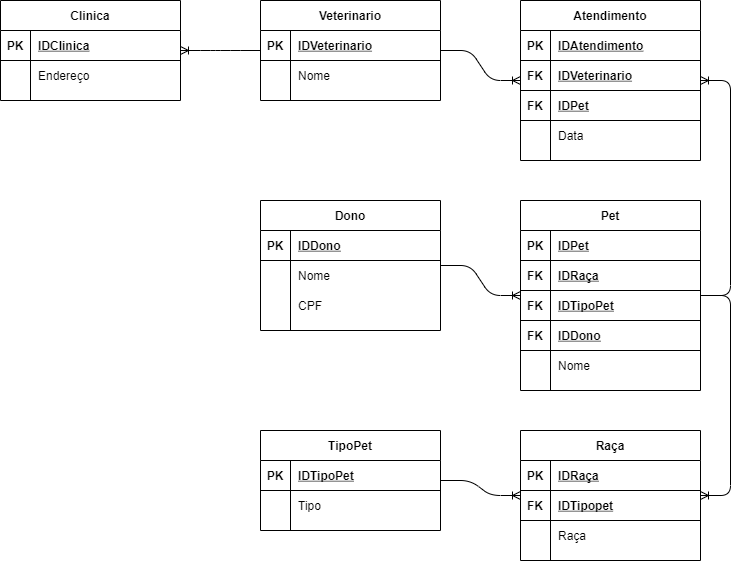 Clinica
PK IDClinica
Endereço
Veterinario
PK IDVeterinario
Nome
Atendimento
PK IDAtendimento
FK IDVeterinario
FK IDPet
Data
Dono
PK IDDono
Nome
CPF
Pet
PK IDPet
FK IDRaça
FK IDTipoPet
FK IDDono
Nome
TipoPet
PK IDTipoPet
Tipo
Raça
PK IDRaça
FK IDTipopet
Raça